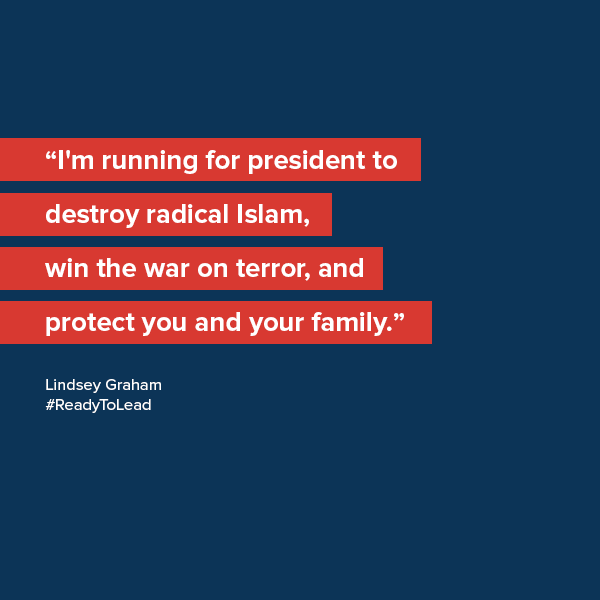 “I'm running for president to
destroy radical Islam,
win the war on terror, and
protect you and your family.”
Lindsey Graham
#ReadyToLead